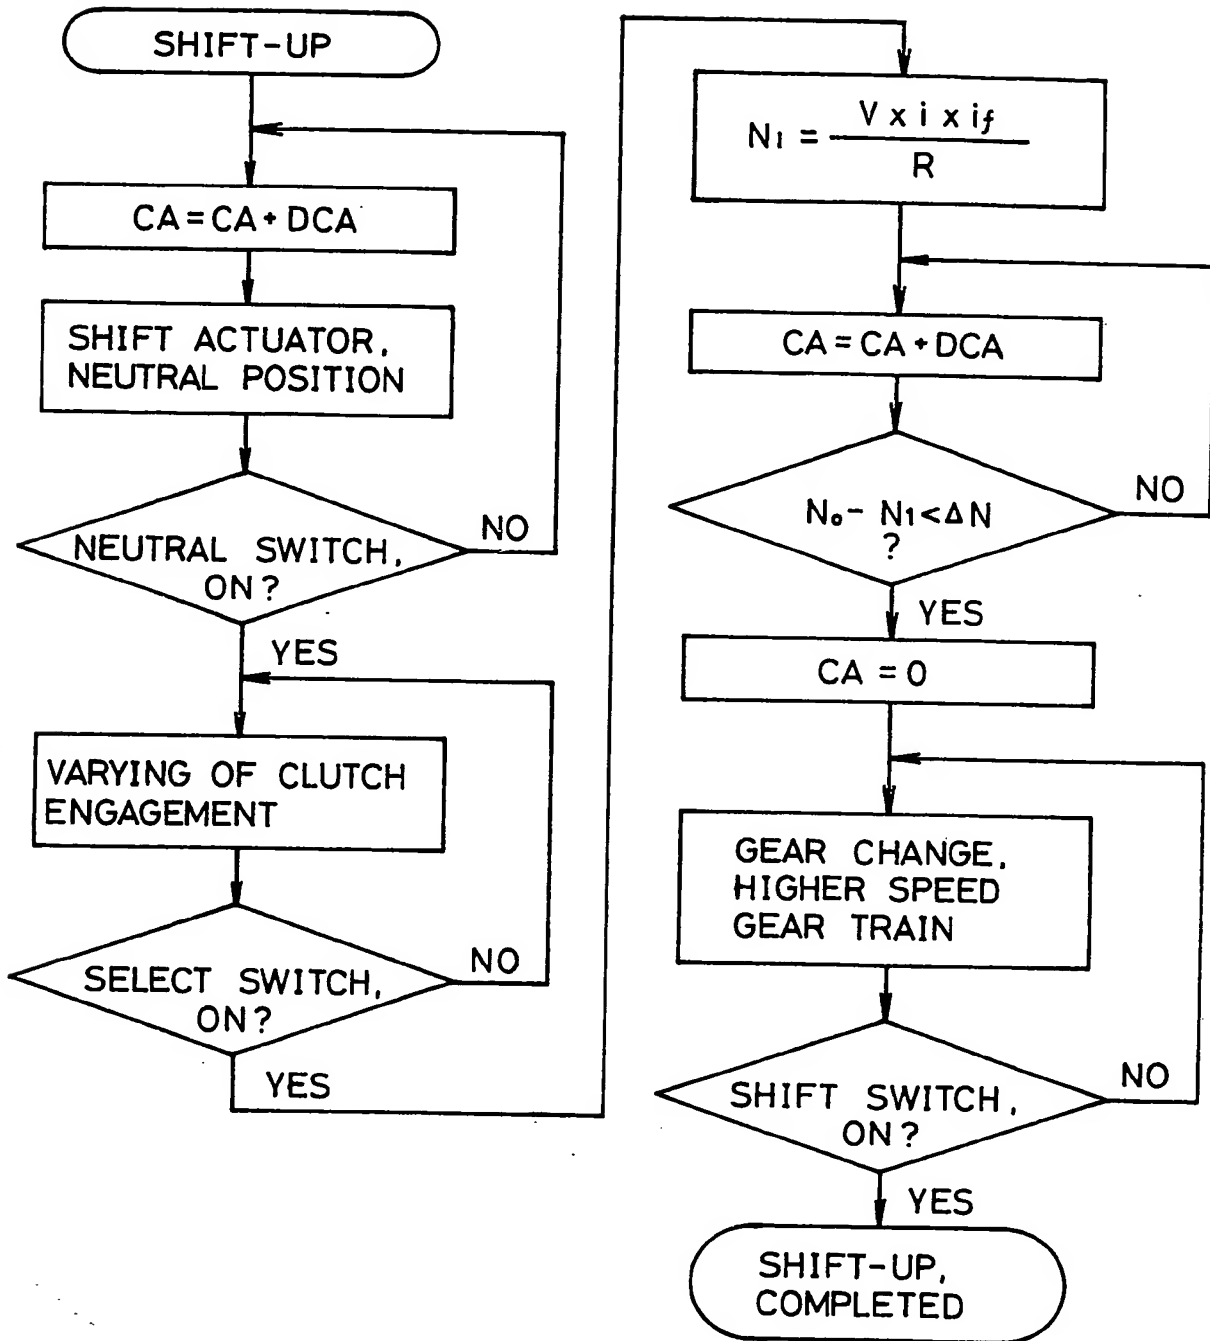 SHIFT-UP
CA = CA + DCA
SHIFT ACTUATOR,
NEUTRAL POSITION
NEUTRAL SWITCH,
ON?
NO
YES
VARYING OF CLUTCH
ENGAGEMENT
SELECT SWITCH,
ON?
NO
YES
N₁ = V x i x if / R
CA = CA + DCA
N₀ - N₁ < ΔN
?
NO
YES
CA = 0
GEAR CHANGE,
HIGHER SPEED
GEAR TRAIN
SHIFT SWITCH,
ON?
NO
YES
SHIFT-UP,
COMPLETED